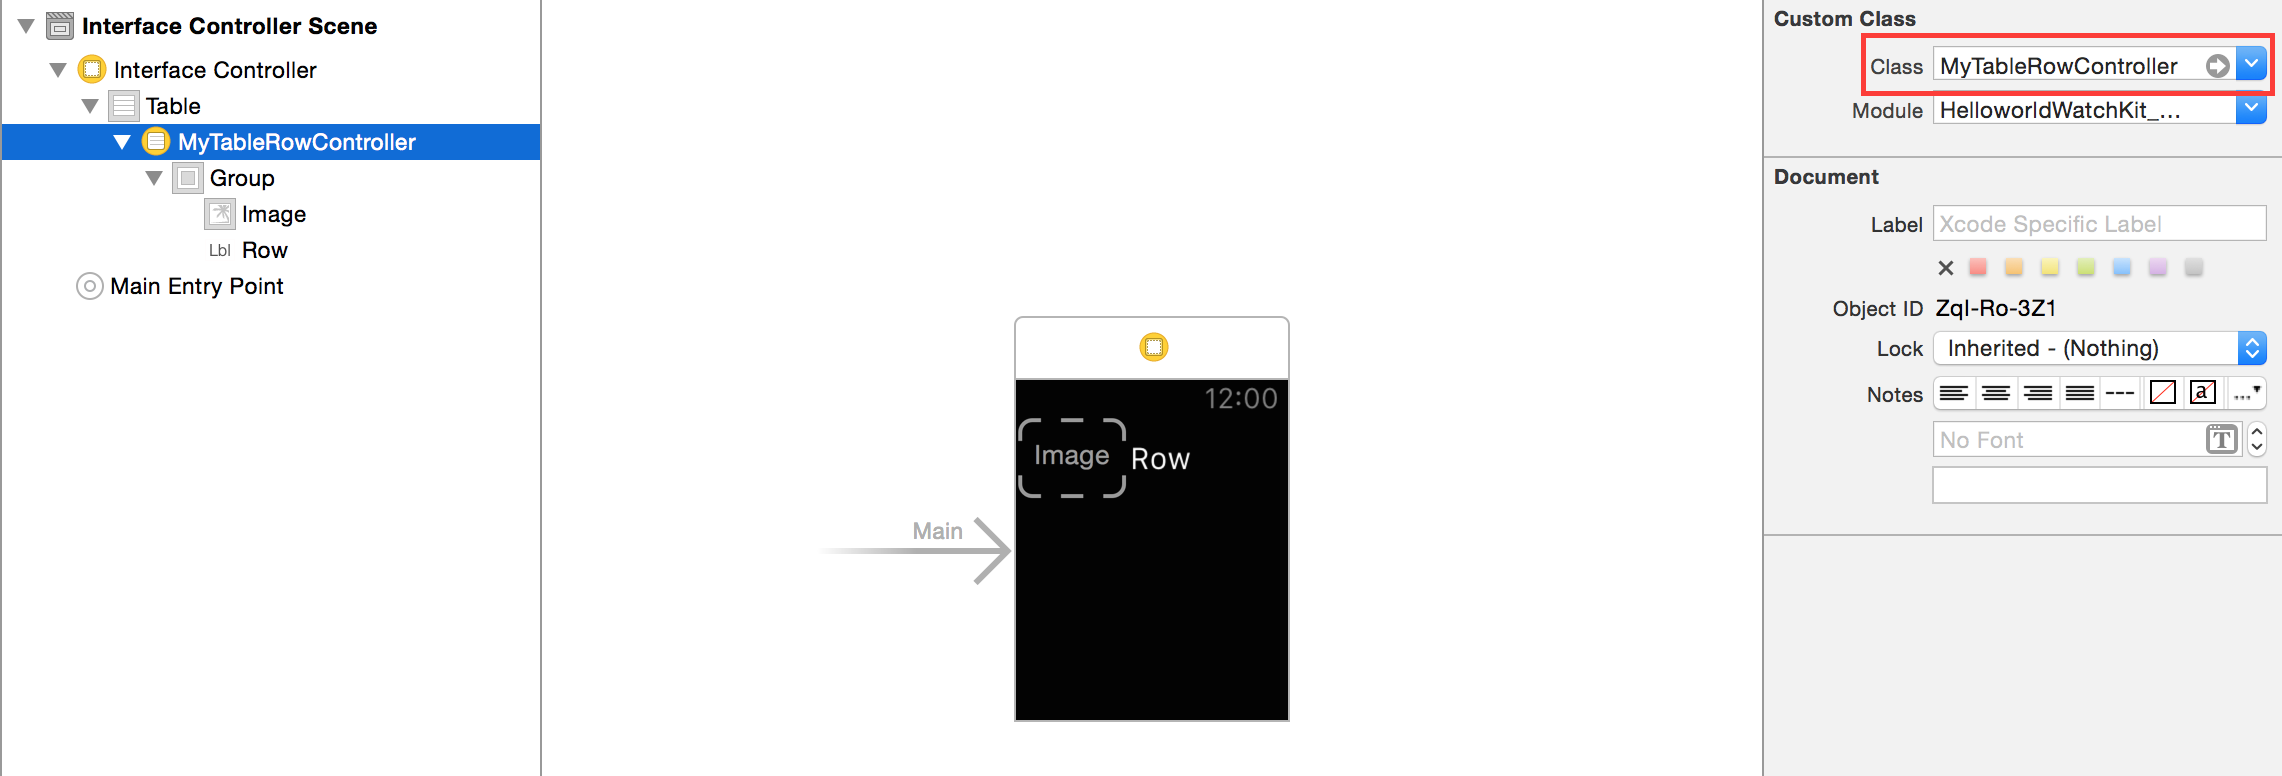 Interface Controller Scene
Interface Controller
Table
MyTableRowController
Group
Image
Lbl Row
Main Entry Point
Main
12:00
Image Row
Custom Class
Class MyTableRowController
Module HelloworldWatchKit_...
Document
Label Xcode Specific Label
Object ID Zql-Ro-3Z1
Lock Inherited - (Nothing)
Notes --- a ...
No Font T